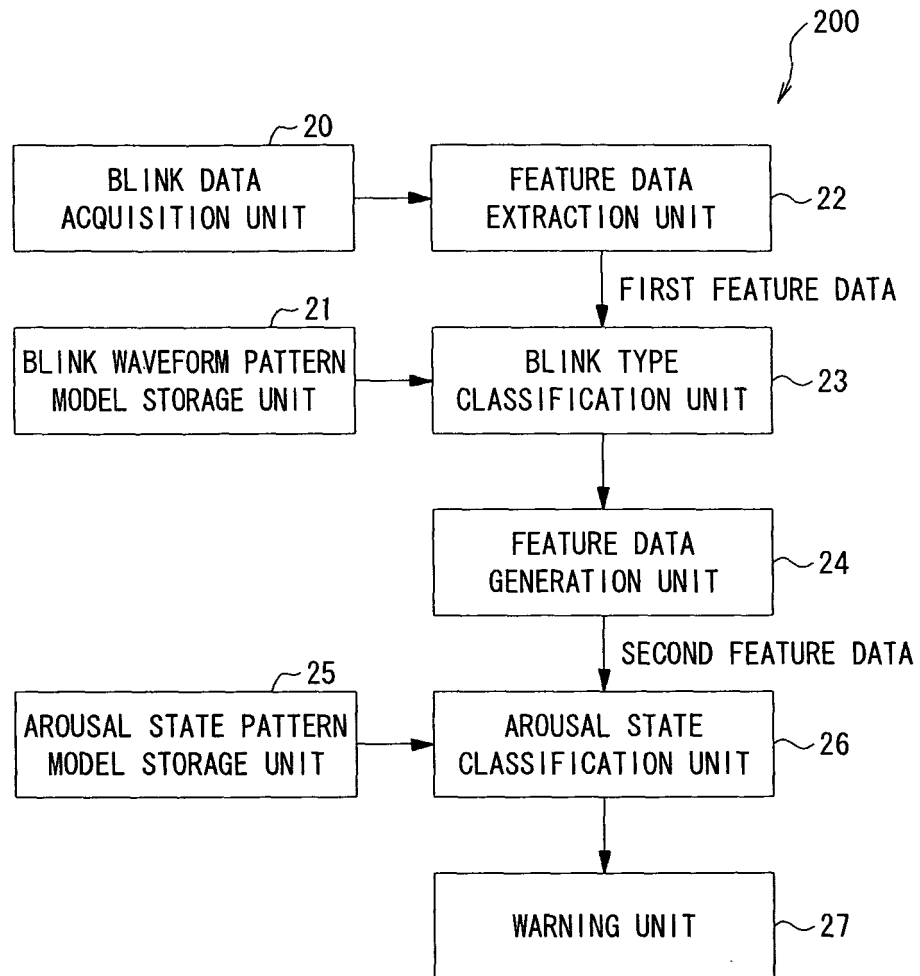 200
20
BLINK DATA
ACQUISITION UNIT
FEATURE DATA
EXTRACTION UNIT
22
FIRST FEATURE DATA
21
BLINK WAVEFORM PATTERN
MODEL STORAGE UNIT
BLINK TYPE
CLASSIFICATION UNIT
23
FEATURE DATA
GENERATION UNIT
24
SECOND FEATURE DATA
25
AROUSAL STATE PATTERN
MODEL STORAGE UNIT
AROUSAL STATE
CLASSIFICATION UNIT
26
WARNING UNIT
27